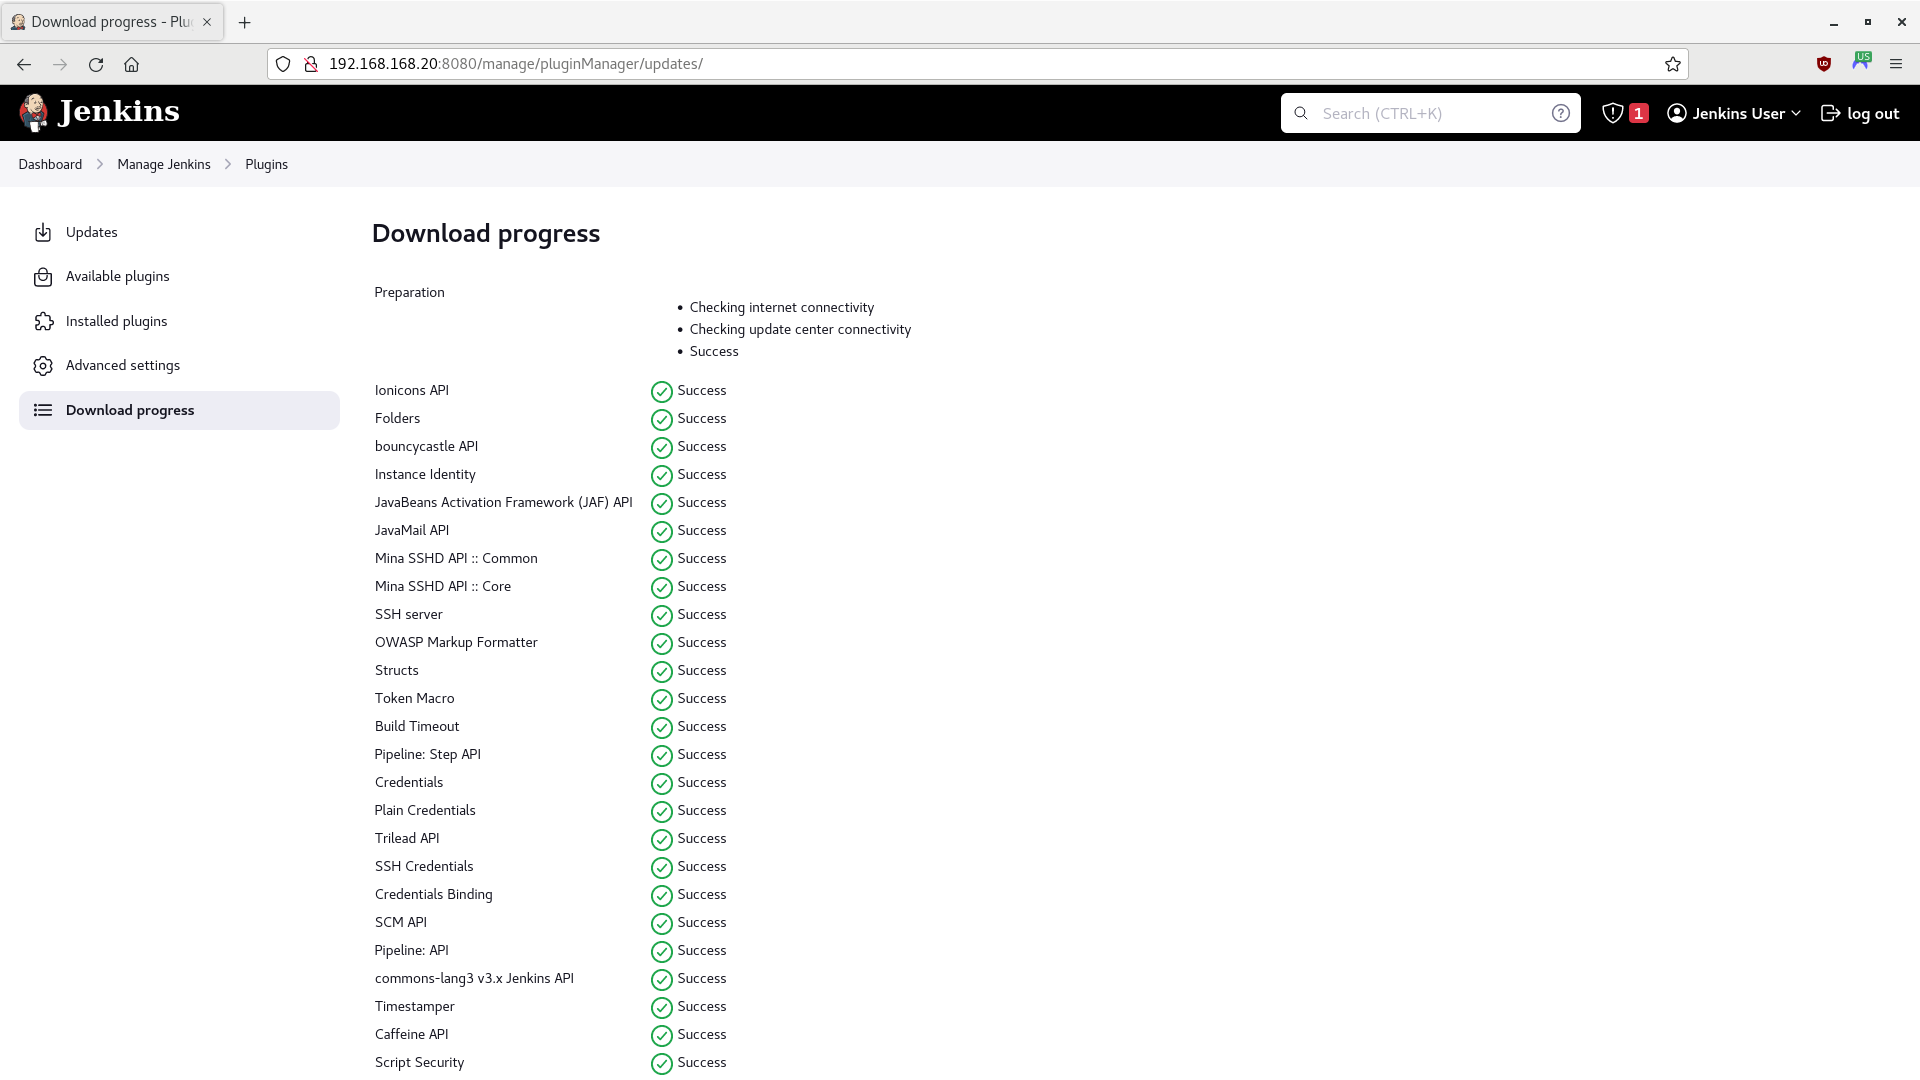 Download progress - Plu
192.168.168.20:8080/manage/pluginManager/updates/
US
Jenkins
Search (CTRL+K)
1
Jenkins User
log out
Dashboard
Manage Jenkins
Plugins
Updates
Available plugins
Installed plugins
Advanced settings
Download progress
Download progress
Preparation
Checking internet connectivity
Checking update center connectivity
Success
Ionicons API Success
Folders Success
bouncycastle API Success
Instance Identity Success
JavaBeans Activation Framework (JAF) API Success
JavaMail API Success
Mina SSHD API :: Common Success
Mina SSHD API :: Core Success
SSH server Success
OWASP Markup Formatter Success
Structs Success
Token Macro Success
Build Timeout Success
Pipeline: Step API Success
Credentials Success
Plain Credentials Success
Trilead API Success
SSH Credentials Success
Credentials Binding Success
SCM API Success
Pipeline: API Success
commons-lang3 v3.x Jenkins API Success
Timestamper Success
Caffeine API Success
Script Security Success